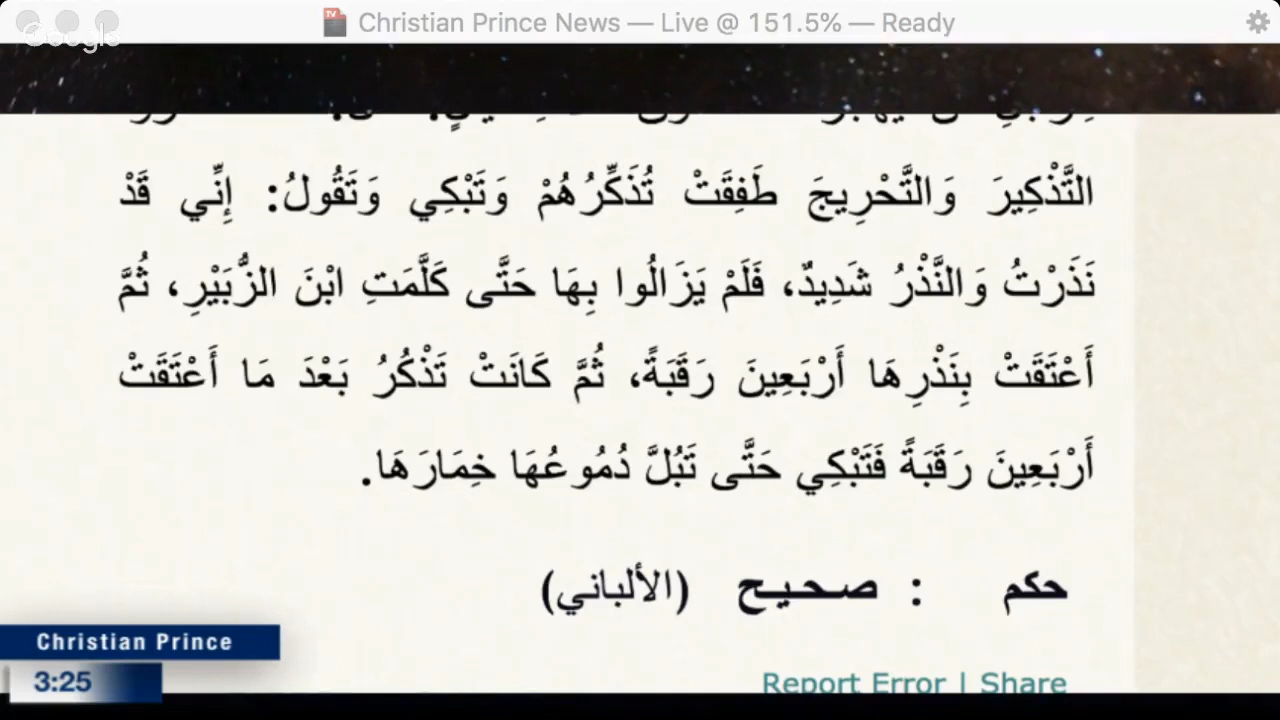 Christian Prince News — Live @ 151.5% — Ready
Google
التَّذْكِيرَ وَالتَّحْرِيجَ طَفِقَتْ تُذَكِّرُهُمْ وَتَبْكِي وَتَقُولُ: إِنِّي قَدْ
نَذَرْتُ وَالنَّذْرُ شَدِيدٌ، فَلَمْ يَزَالُوا بِهَا حَتَّى كَلَّمَتِ ابْنَ الزُّبَيْرِ، ثُمَّ
أَعْتَقَتْ بِنَذْرِهَا أَرْبَعِينَ رَقَبَةً، ثُمَّ كَانَتْ تَذْكُرُ بَعْدَ مَا أَعْتَقَتْ
أَرْبَعِينَ رَقَبَةً فَتَبْكِي حَتَّى تَبُلَّ دُمُوعُهَا خِمَارَهَا.
حكم : صحيح (الألباني)
Christian Prince
3:25
Report Error | Share